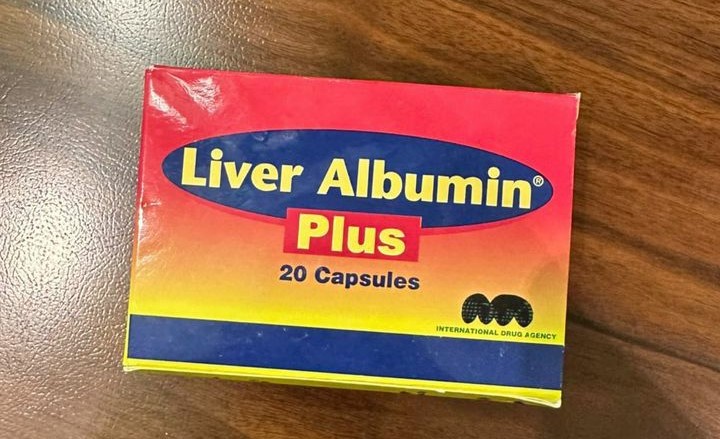 Liver Albumin®
Plus
20 Capsules
INTERNATIONAL DRUG AGENCY